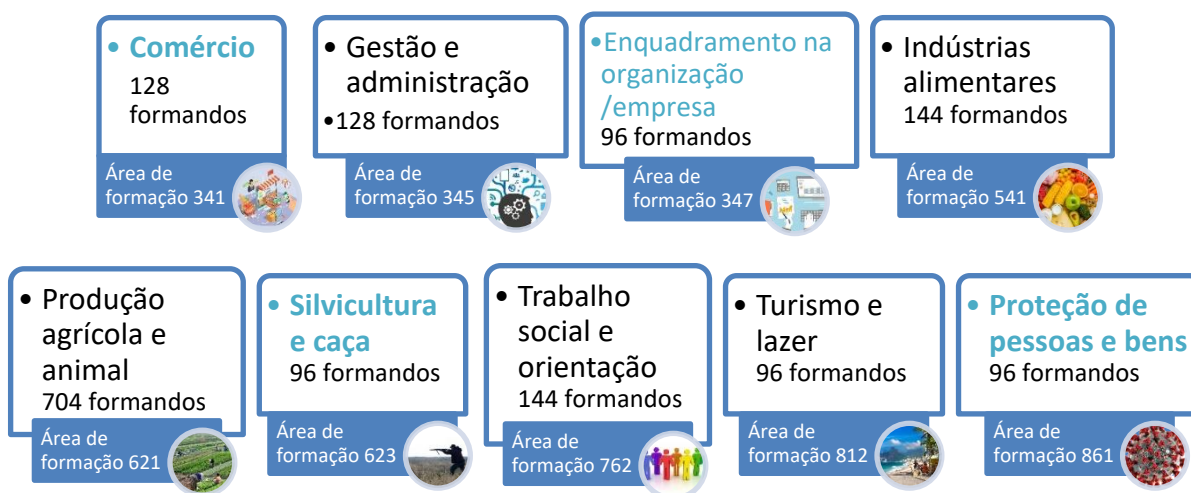 • Comércio
128
formandos
Área de
formação 341
• Gestão e
administração
•128 formandos
Área de
formação 345
•Enquadramento na
organização
/empresa
96 formandos
Área de
formação 347
• Indústrias
alimentares
144 formandos
Área de
formação 541
• Produção
agrícola e
animal
704 formandos
Área de
formação 621
• Silvicultura
e caça
96 formandos
Área de
formação 623
• Trabalho
social e
orientação
144 formandos
Área de
formação 762
• Turismo e
lazer
96 formandos
Área de
formação 812
• Proteção de
pessoas e bens
96 formandos
Área de
formação 861